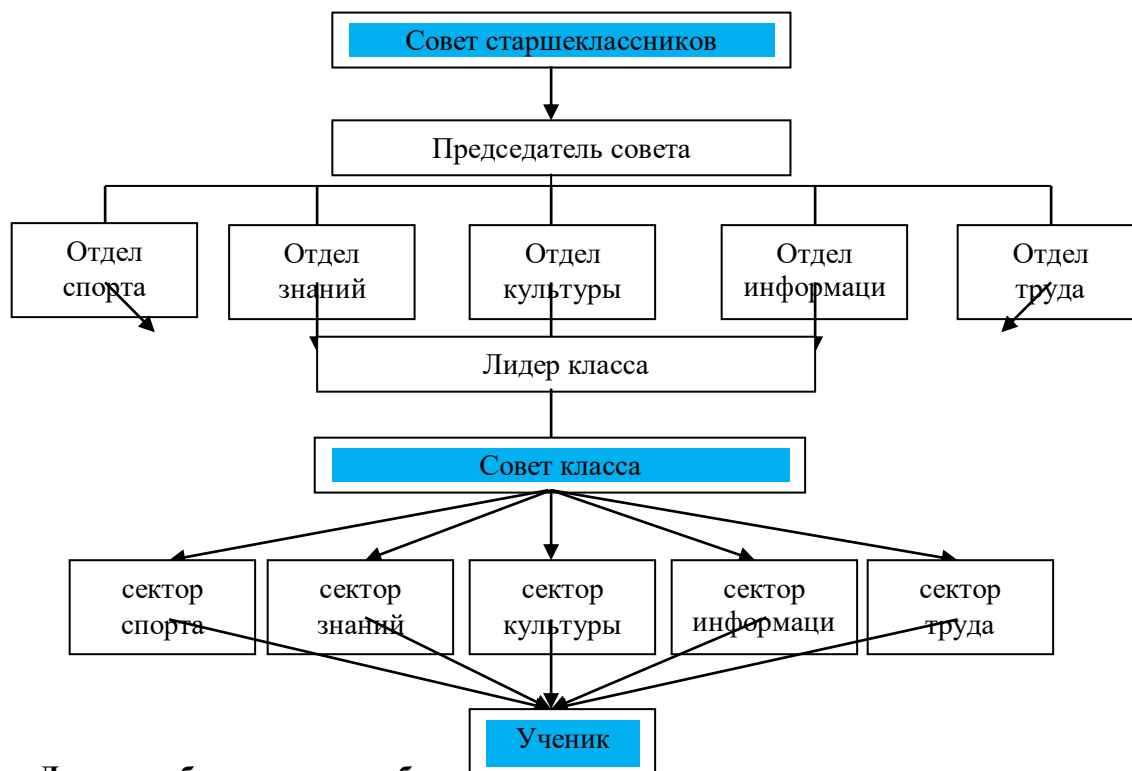 Совет старшеклассников
Председатель совета
Отдел
спорта
Отдел
знаний
Отдел
культуры
Отдел
информаци
Отдел
труда
Лидер класса
Совет класса
сектор
спорта
сектор
знаний
сектор
культуры
сектор
информаци
сектор
труда
Ученик